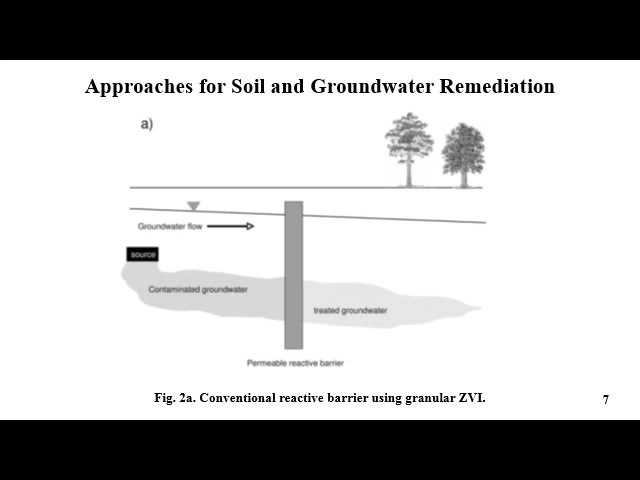 Approaches for Soil and Groundwater Remediation
a)
Groundwater flow
source
Contaminated groundwater
treated groundwater
Permeable reactive barrier
Fig. 2a. Conventional reactive barrier using granular ZVI.
7